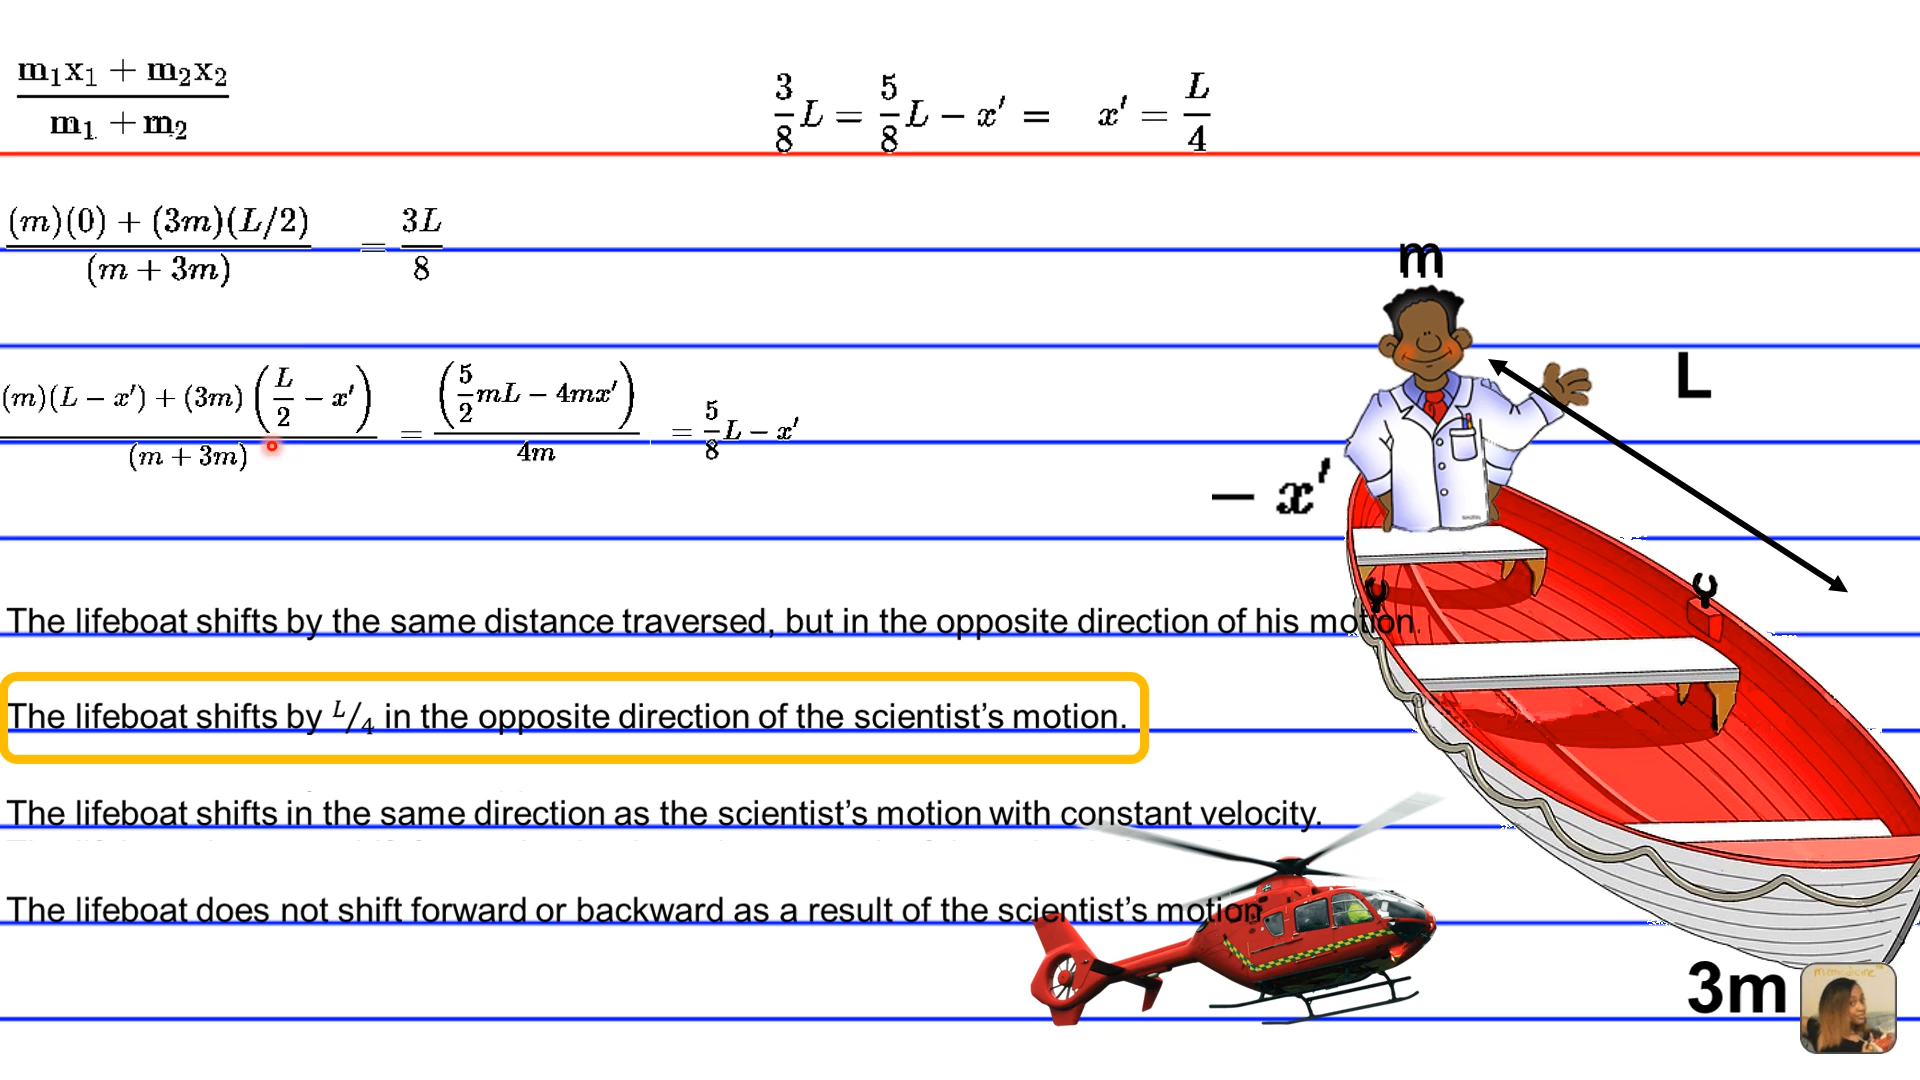 m₁x₁ + m₂x₂ / m₁ + m₂
3/8 L = 5/8 L − x′ = x′ = L/4
(m)(0) + (3m)(L/2) / (m + 3m) = 3L/8
(m)(L − x′) + (3m)(L/2 − x′) / (m + 3m) = (5/2 mL − 4mx′) / 4m = 5/8 L − x′
m
L
− x′
The lifeboat shifts by the same distance traversed, but in the opposite direction of his motion.
The lifeboat shifts by L/4 in the opposite direction of the scientist’s motion.
The lifeboat shifts in the same direction as the scientist’s motion with constant velocity.
The lifeboat does not shift forward or backward as a result of the scientist’s motion
3m